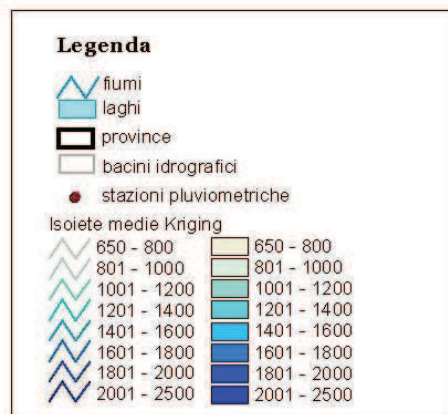 Legenda
fiumi
laghi
province
bacini idrografici
stazioni pluviometriche
Isoiete medie Kriging
650 - 800 650 - 800
801 - 1000 801 - 1000
1001 - 1200 1001 - 1200
1201 - 1400 1201 - 1400
1401 - 1600 1401 - 1600
1601 - 1800 1601 - 1800
1801 - 2000 1801 - 2000
2001 - 2500 2001 - 2500